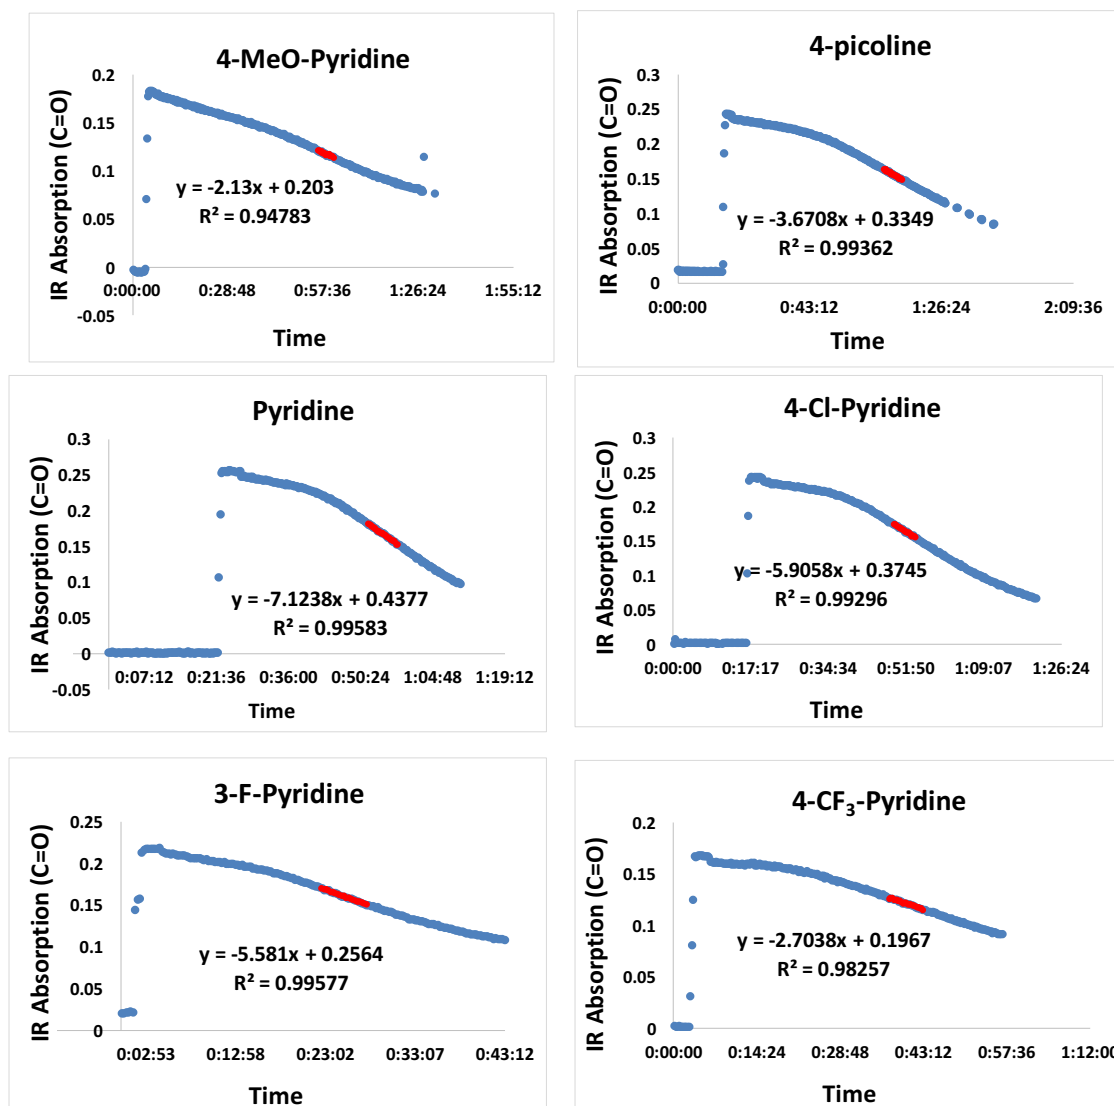 4-MeO-Pyridine
IR Absorption (C=O)
0.2
0.15
0.1
0.05
0
-0.05
y = -2.13x + 0.203
R² = 0.94783
0:00:00 0:28:48 0:57:36 1:26:24 1:55:12
Time
4-picoline
IR Absorption (C=O)
0.3
0.25
0.2
0.15
0.1
0.05
0
y = -3.6708x + 0.3349
R² = 0.99362
0:00:00 0:43:12 1:26:24 2:09:36
Time
Pyridine
IR Absorption (C=O)
0.3
0.25
0.2
0.15
0.1
0.05
0
-0.05
y = -7.1238x + 0.4377
R² = 0.99583
0:07:12 0:21:36 0:36:00 0:50:24 1:04:48 1:19:12
Time
4-Cl-Pyridine
IR Absorption (C=O)
0.3
0.25
0.2
0.15
0.1
0.05
0
y = -5.9058x + 0.3745
R² = 0.99296
0:00:00 0:17:17 0:34:34 0:51:50 1:09:07 1:26:24
Time
3-F-Pyridine
IR Absorption (C=O)
0.25
0.2
0.15
0.1
0.05
0
y = -5.581x + 0.2564
R² = 0.99577
0:02:53 0:12:58 0:23:02 0:33:07 0:43:12
Time
4-CF₃-Pyridine
IR Absorption (C=O)
0.2
0.15
0.1
0.05
0
y = -2.7038x + 0.1967
R² = 0.98257
0:00:00 0:14:24 0:28:48 0:43:12 0:57:36 1:12:00
Time